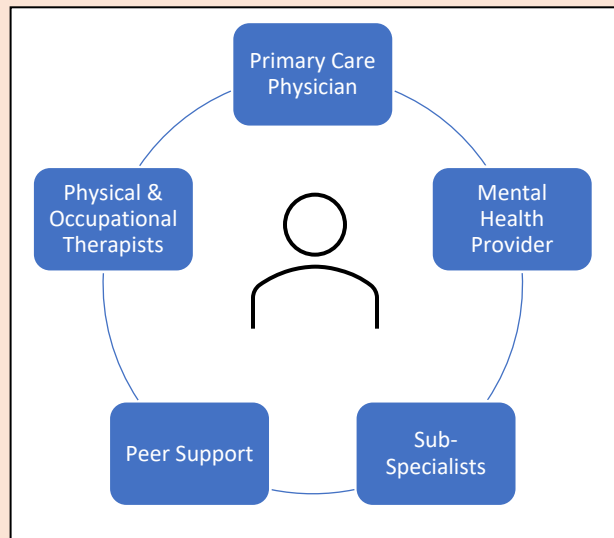 Primary Care
Physician
Physical &
Occupational
Therapists
Mental
Health
Provider
Peer Support
Sub-
Specialists